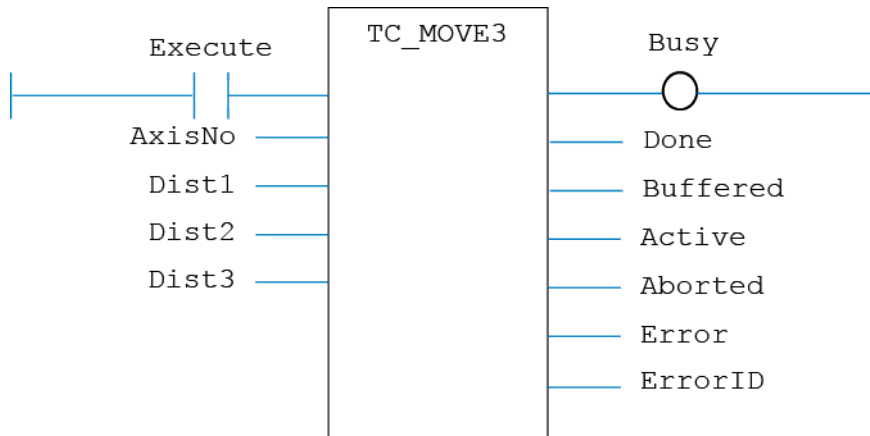 TC_MOVE3
Execute
Busy
AxisNo
Done
Dist1
Buffered
Dist2
Active
Dist3
Aborted
Error
ErrorID